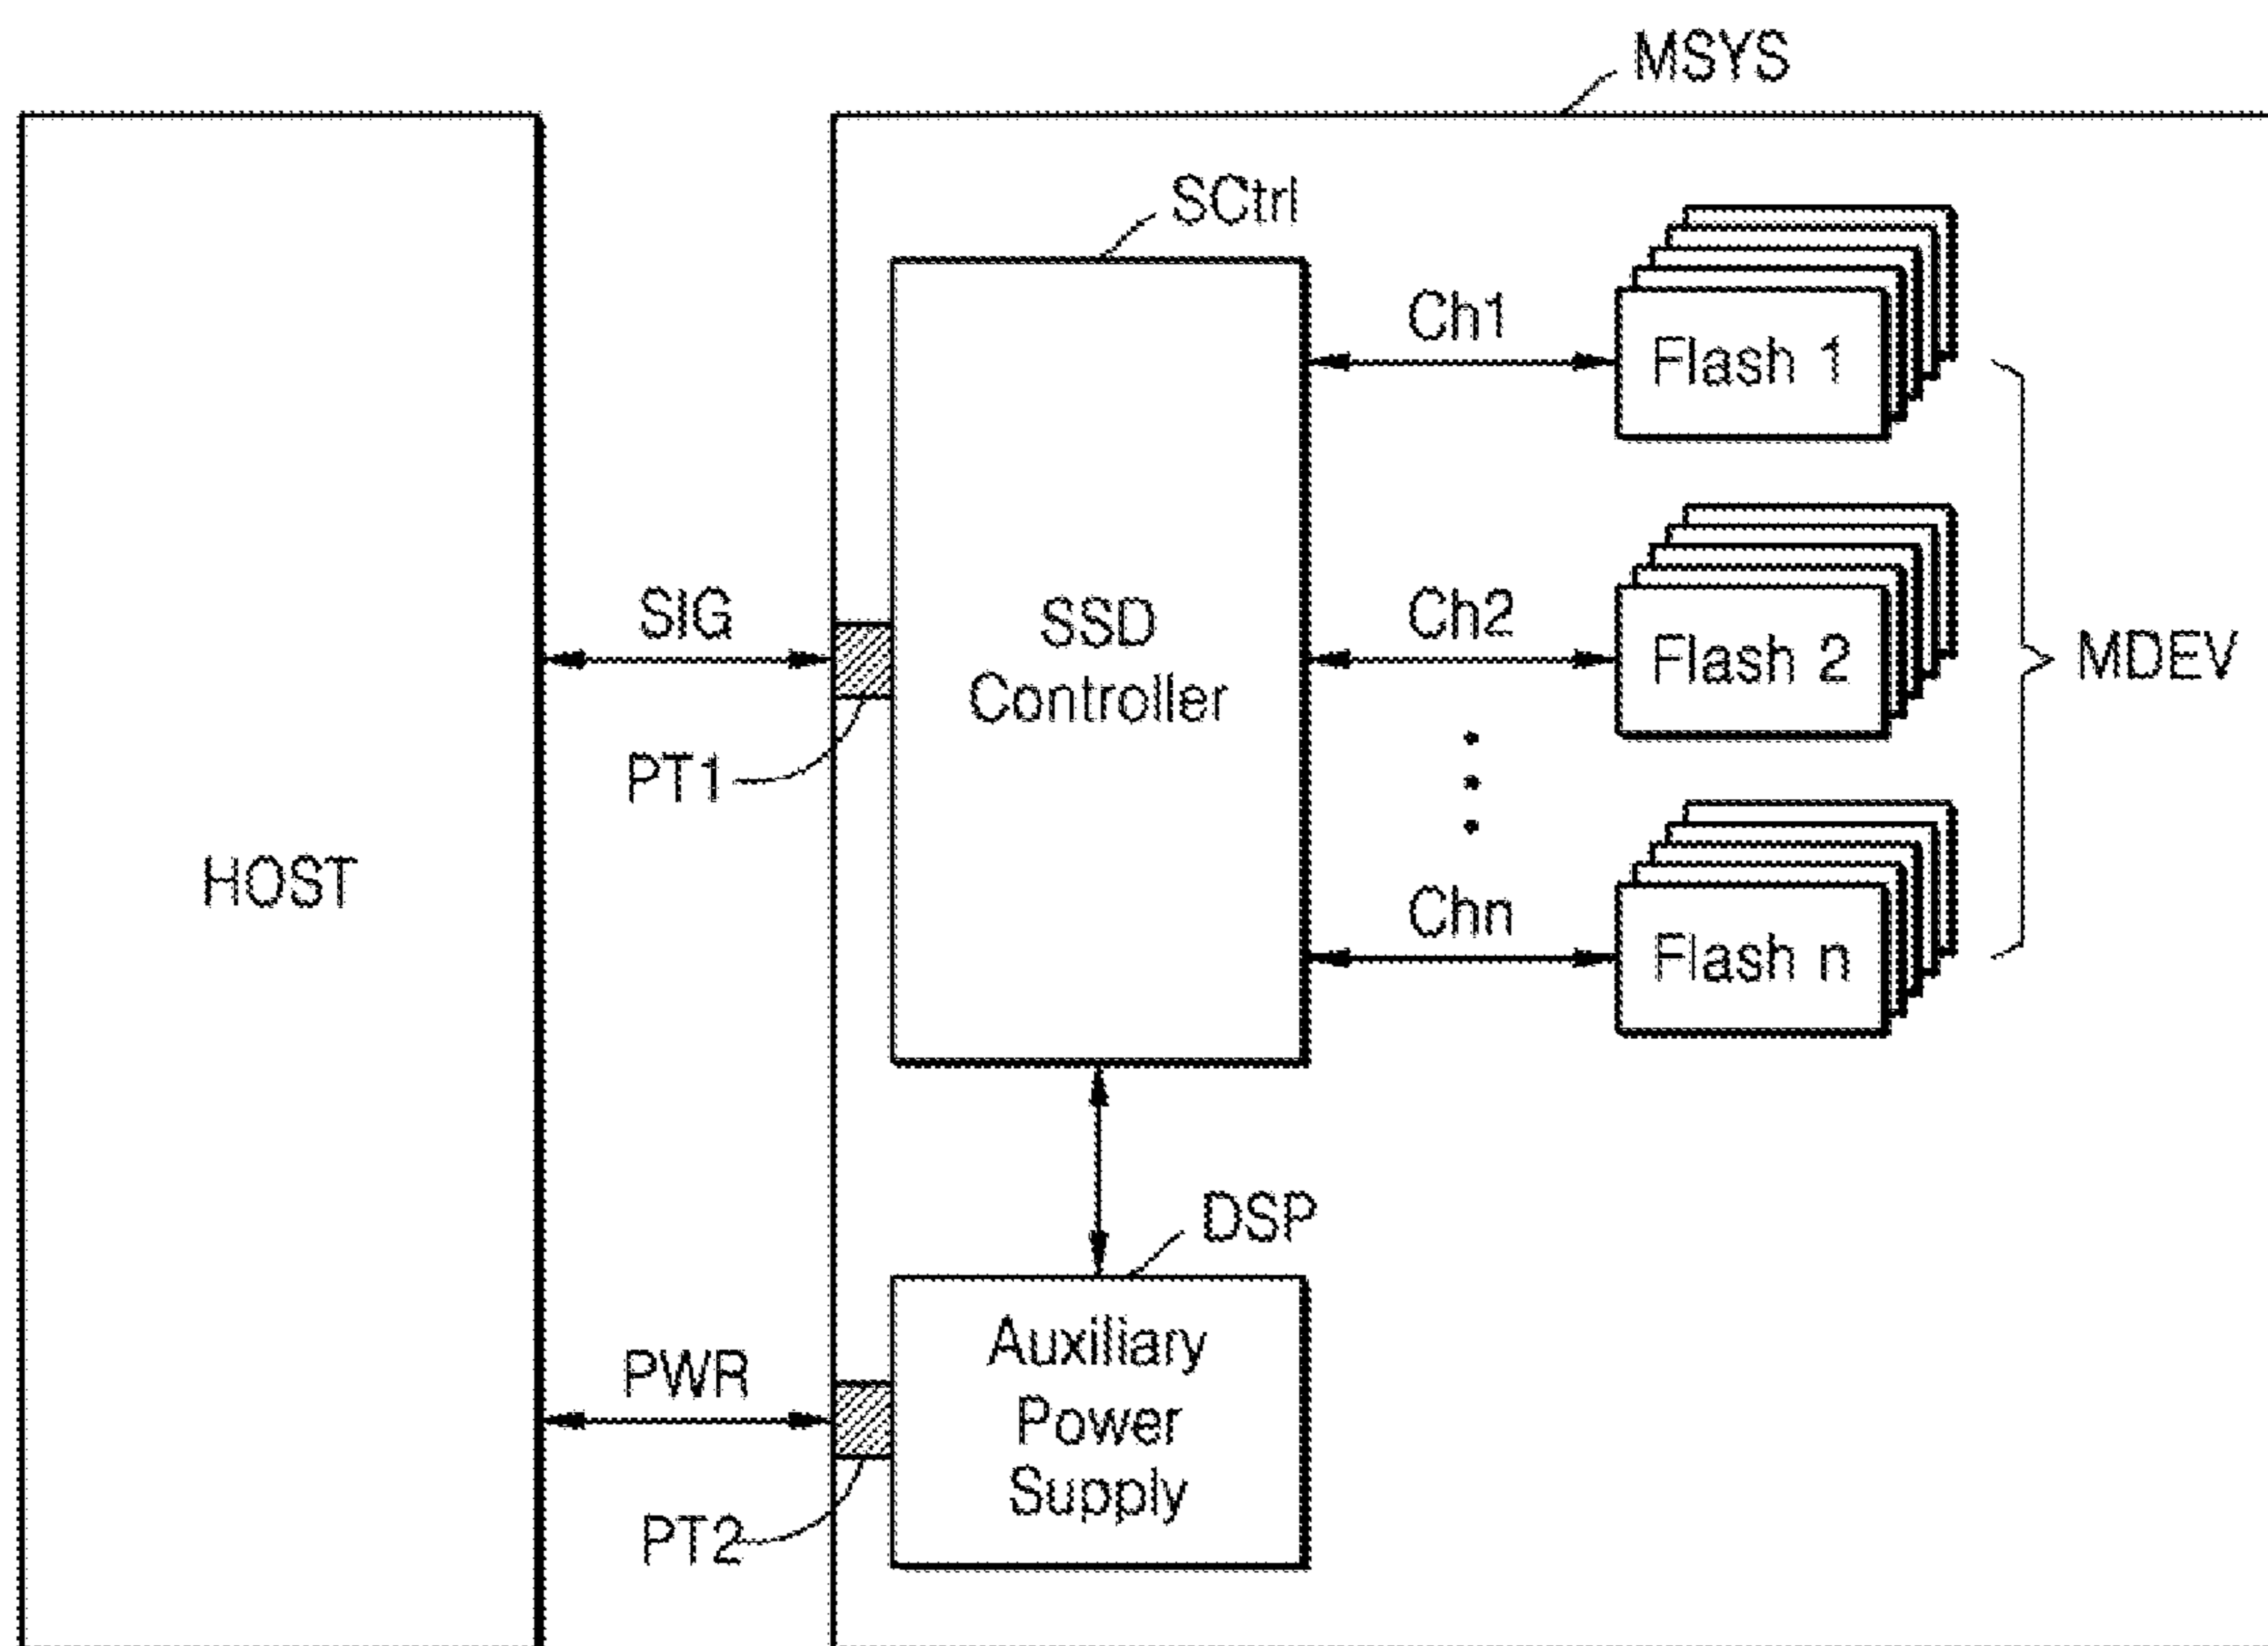 MSYS
SCtrl
Ch1
Flash 1
SIG
SSD
Controller
Ch2
Flash 2
MDEV
PT1
HOST
Chn
Flash n
DSP
PWR
Auxiliary
Power
Supply
PT2